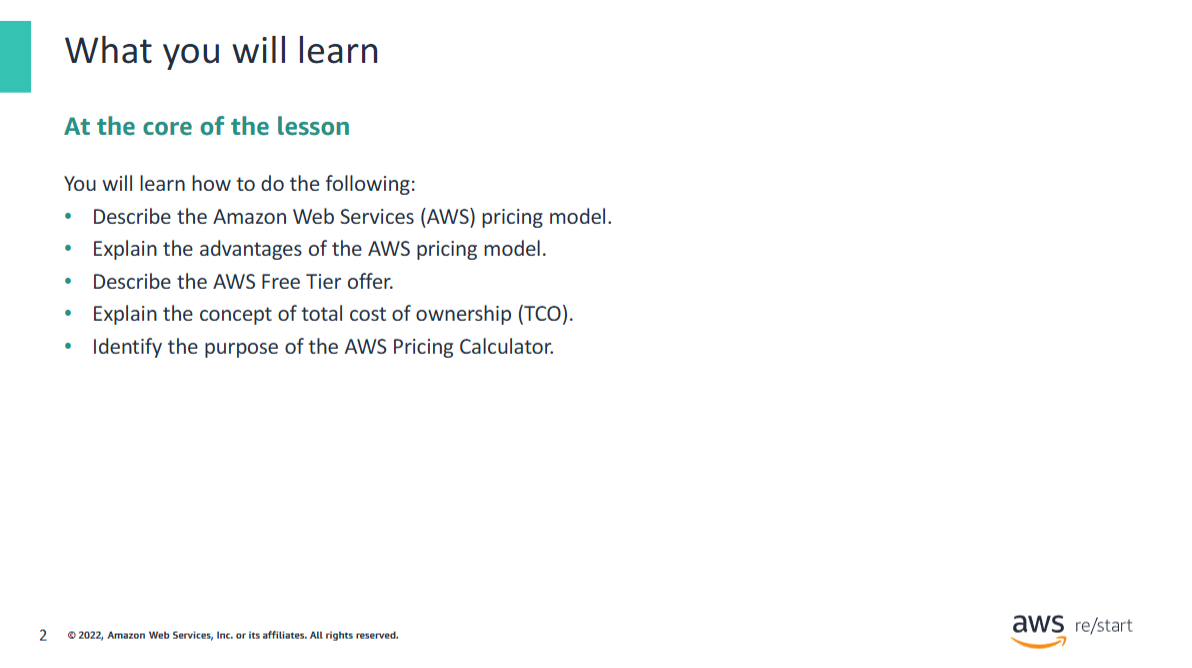 What you will learn
At the core of the lesson
You will learn how to do the following:
• Describe the Amazon Web Services (AWS) pricing model.
• Explain the advantages of the AWS pricing model.
• Describe the AWS Free Tier offer.
• Explain the concept of total cost of ownership (TCO).
• Identify the purpose of the AWS Pricing Calculator.
2 © 2022, Amazon Web Services, Inc. or its affiliates. All rights reserved.
aws re/start